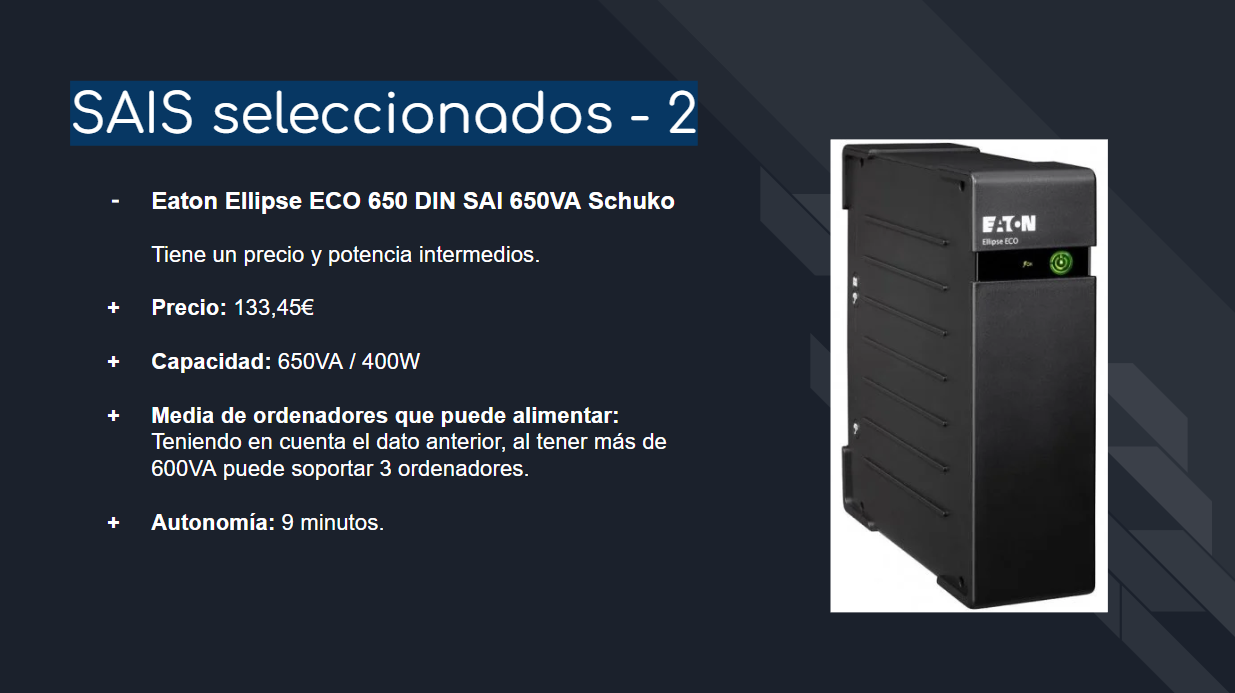 SAIS seleccionados - 2
- Eaton Ellipse ECO 650 DIN SAI 650VA Schuko
Tiene un precio y potencia intermedios.
+ Precio: 133,45€
+ Capacidad: 650VA / 400W
+ Media de ordenadores que puede alimentar:
Teniendo en cuenta el dato anterior, al tener más de
600VA puede soportar 3 ordenadores.
+ Autonomía: 9 minutos.
EATON
Ellipse ECO